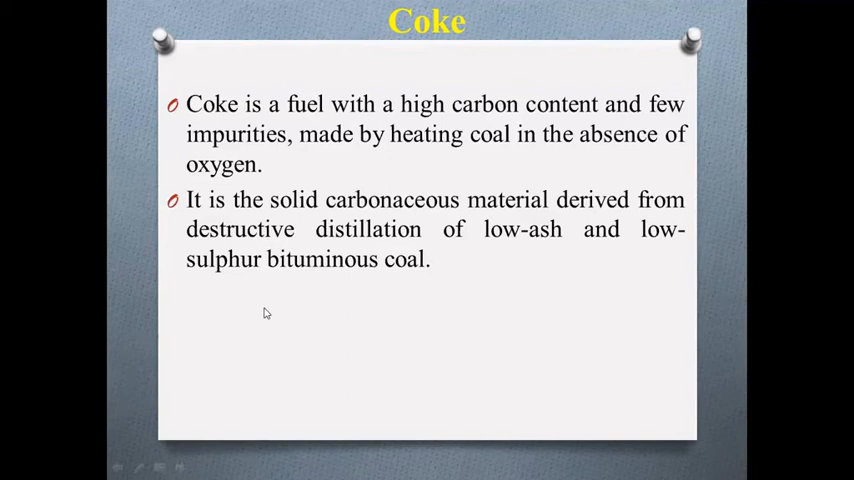 Coke
Coke is a fuel with a high carbon content and few
impurities, made by heating coal in the absence of
oxygen.
It is the solid carbonaceous material derived from
destructive distillation of low-ash and low-
sulphur bituminous coal.